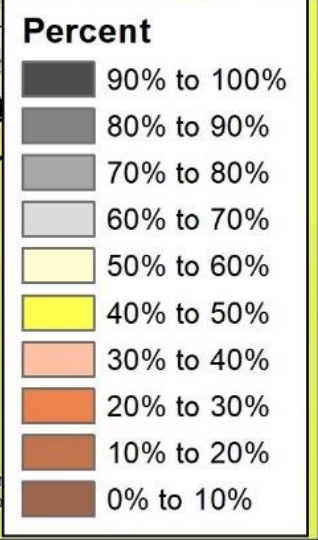 Percent
90% to 100%
80% to 90%
70% to 80%
60% to 70%
50% to 60%
40% to 50%
30% to 40%
20% to 30%
10% to 20%
0% to 10%